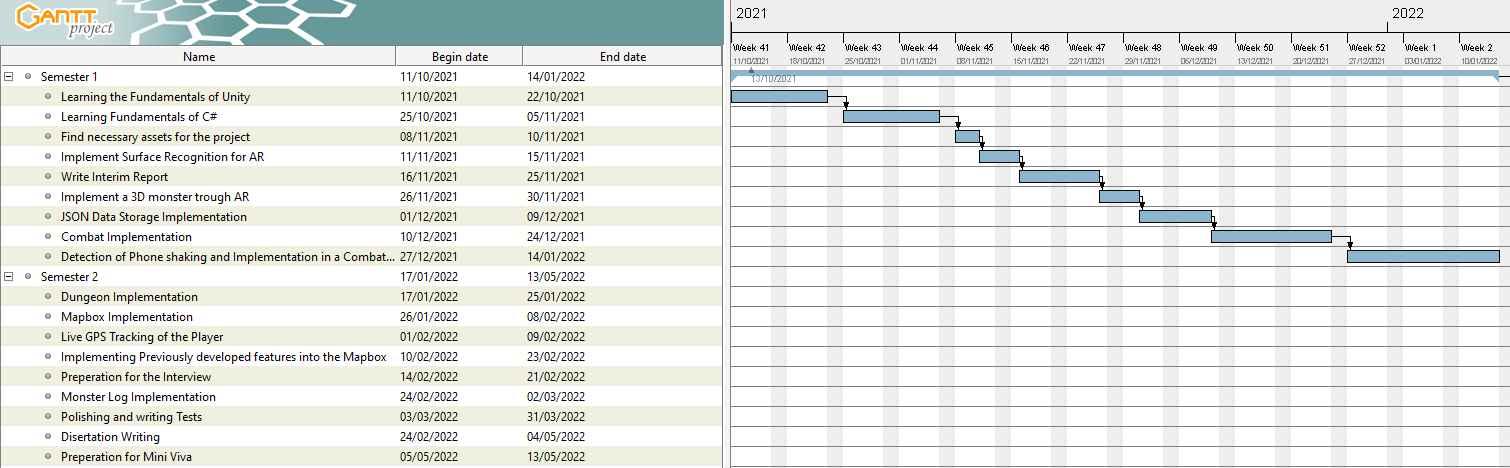 GANTT
project
2021
2022
Week 41 Week 42 Week 43 Week 44 Week 45 Week 46 Week 47 Week 48 Week 49 Week 50 Week 51 Week 52 Week 1 Week 2
11/10/2021 18/10/2021 25/10/2021 01/11/2021 08/11/2021 15/11/2021 22/11/2021 29/11/2021 06/12/2021 13/12/2021 20/12/2021 27/12/2021 03/01/2022 10/01/2022
13/10/2021
Name Begin date End date
Semester 1 11/10/2021 14/01/2022
Learning the Fundamentals of Unity 11/10/2021 22/10/2021
Learning Fundamentals of C# 25/10/2021 05/11/2021
Find necessary assets for the project 08/11/2021 10/11/2021
Implement Surface Recognition for AR 11/11/2021 15/11/2021
Write Interim Report 16/11/2021 25/11/2021
Implement a 3D monster trough AR 26/11/2021 30/11/2021
JSON Data Storage Implementation 01/12/2021 09/12/2021
Combat Implementation 10/12/2021 24/12/2021
Detection of Phone shaking and Implementation in a Combat... 27/12/2021 14/01/2022
Semester 2 17/01/2022 13/05/2022
Dungeon Implementation 17/01/2022 25/01/2022
Mapbox Implementation 26/01/2022 08/02/2022
Live GPS Tracking of the Player 01/02/2022 09/02/2022
Implementing Previously developed features into the Mapbox 10/02/2022 23/02/2022
Preperation for the Interview 14/02/2022 21/02/2022
Monster Log Implementation 24/02/2022 02/03/2022
Polishing and writing Tests 03/03/2022 31/03/2022
Disertation Writing 24/02/2022 04/05/2022
Preperation for Mini Viva 05/05/2022 13/05/2022